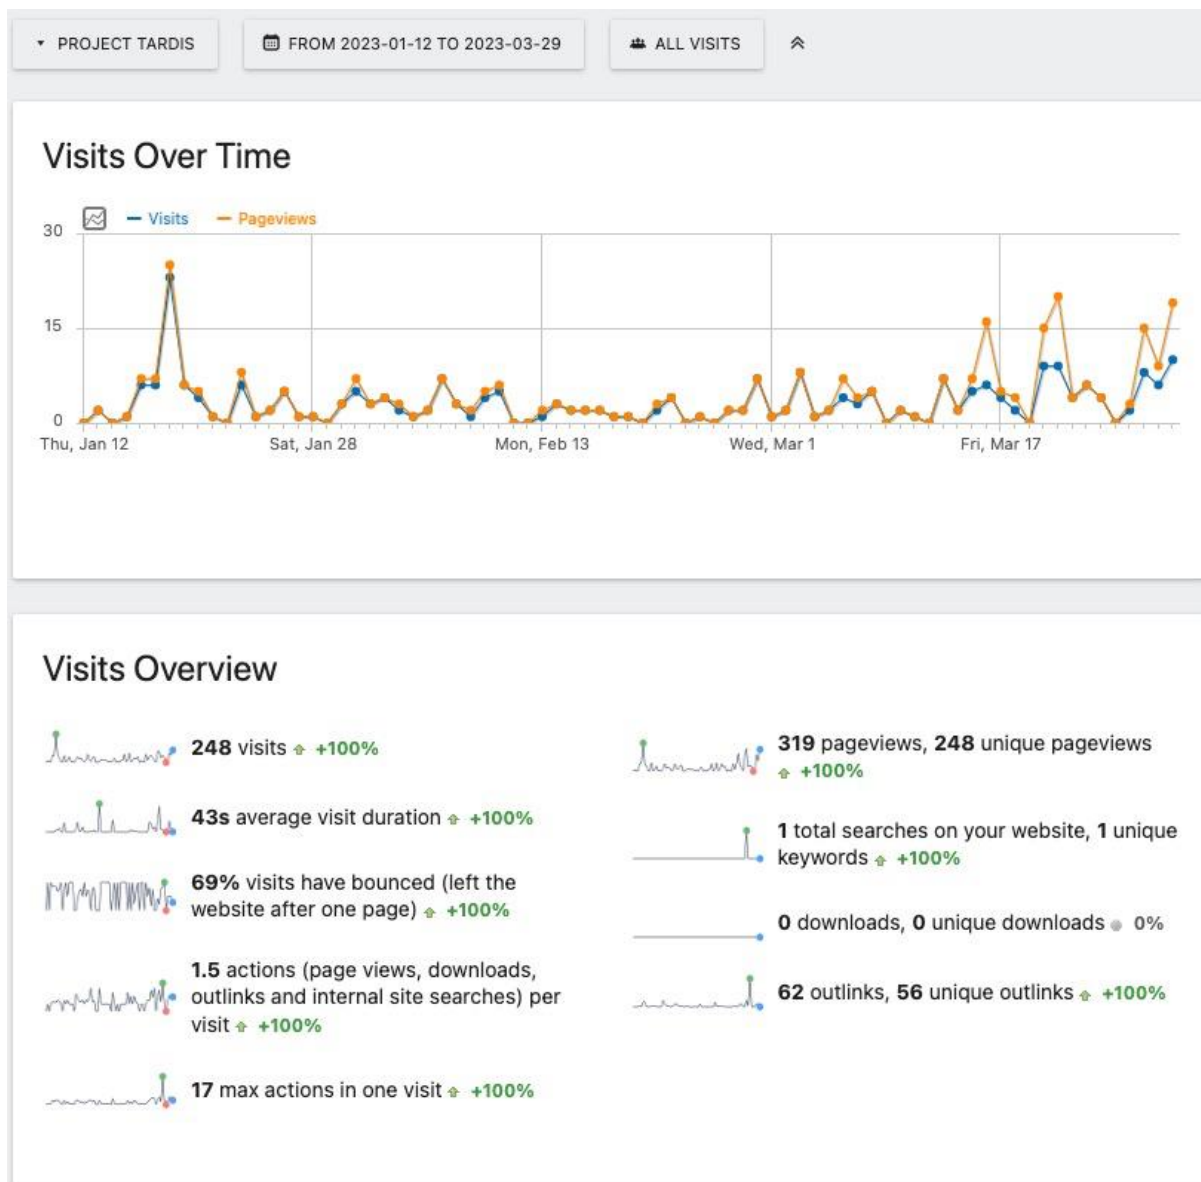 PROJECT TARDIS
FROM 2023-01-12 TO 2023-03-29
ALL VISITS
Visits Over Time
Visits
Pageviews
30
15
0
Thu, Jan 12
Sat, Jan 28
Mon, Feb 13
Wed, Mar 1
Fri, Mar 17
Visits Overview
248 visits +100%
43s average visit duration +100%
69% visits have bounced (left the
website after one page) +100%
1.5 actions (page views, downloads,
outlinks and internal site searches) per
visit +100%
17 max actions in one visit +100%
319 pageviews, 248 unique pageviews
+100%
1 total searches on your website, 1 unique
keywords +100%
0 downloads, 0 unique downloads 0%
62 outlinks, 56 unique outlinks +100%